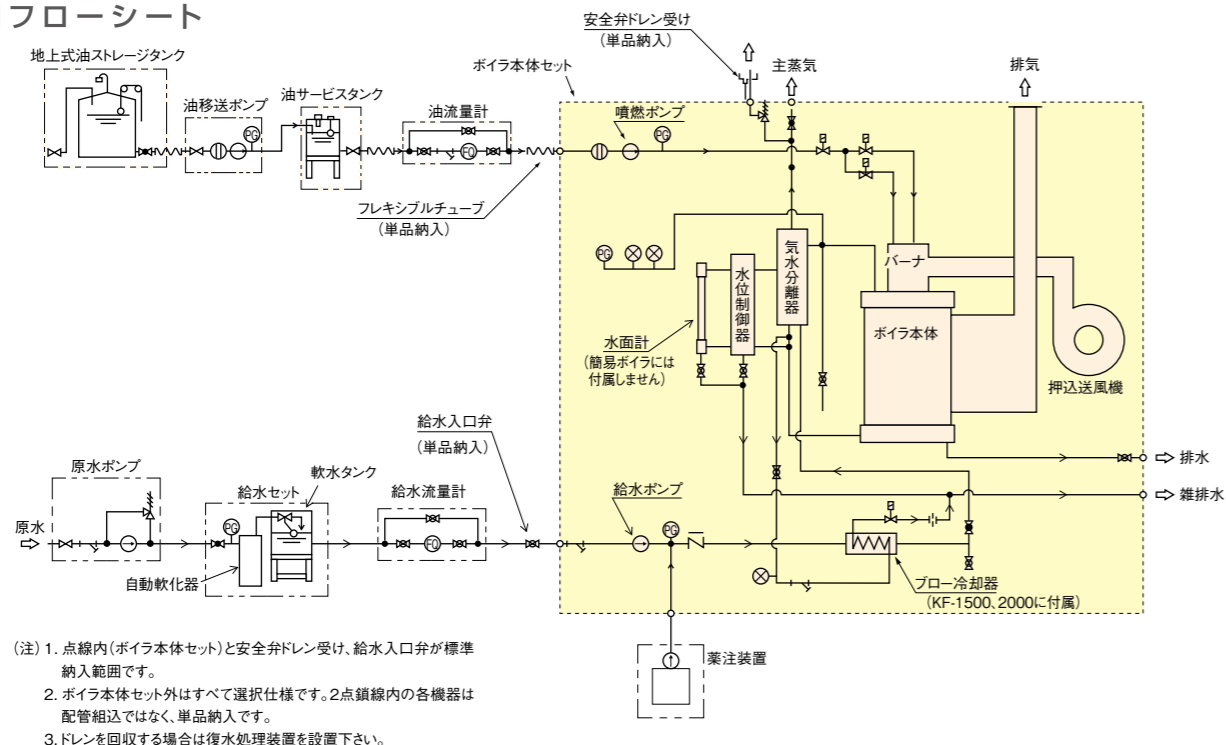 フローシート
安全弁ドレン受け
(単品納入)
地上式油ストレージタンク
ボイラ本体セット
主蒸気
排気
油移送ポンプ
油サービスタンク
油流量計
噴燃ポンプ
PG
PG
FQ
フレキシブルチューブ
(単品納入)
PG
気水分離器
水位制御器
バーナ
ボイラ本体
水面計
(簡易ボイラには
付属しません)
押込送風機
給水入口弁
(単品納入)
原水ポンプ
軟水タンク
給水セット
給水流量計
給水ポンプ
排水
雑排水
原水
PG
FQ
PG
自動軟化器
ブロー冷却器
(KF-1500、2000に付属)
薬注装置
(注) 1. 点線内(ボイラ本体セット)と安全弁ドレン受け、給水入口弁が標準
納入範囲です。
2. ボイラ本体セット外はすべて選択仕様です。2点鎖線内の各機器は
配管組込ではなく、単品納入です。
3. ドレンを回収する場合は復水処理装置を設置下さい。